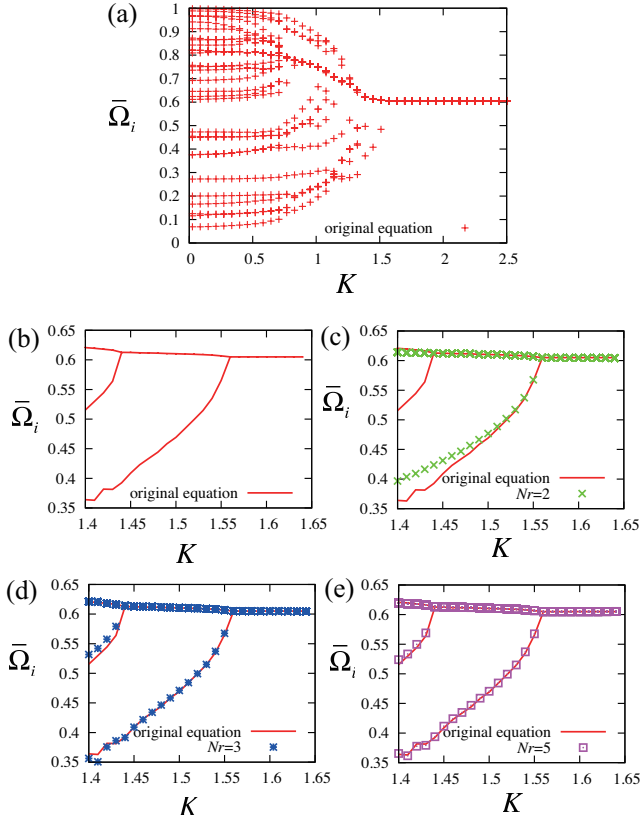 (a)
1
0.9
0.8
0.7
0.6
0.5
0.4
0.3
0.2
0.1
0
Ω̄i
original equation
0 0.5 1 1.5 2 2.5
K
(b)
0.65
0.6
0.55
0.5
0.45
0.4
0.35
Ω̄i
original equation
1.4 1.45 1.5 1.55 1.6 1.65
K
(c)
0.65
0.6
0.55
0.5
0.45
0.4
0.35
Ω̄i
original equation
Nr=2
1.4 1.45 1.5 1.55 1.6 1.65
K
(d)
0.65
0.6
0.55
0.5
0.45
0.4
0.35
Ω̄i
original equation
Nr=3
1.4 1.45 1.5 1.55 1.6 1.65
K
(e)
0.65
0.6
0.55
0.5
0.45
0.4
0.35
Ω̄i
original equation
Nr=5
1.4 1.45 1.5 1.55 1.6 1.65
K